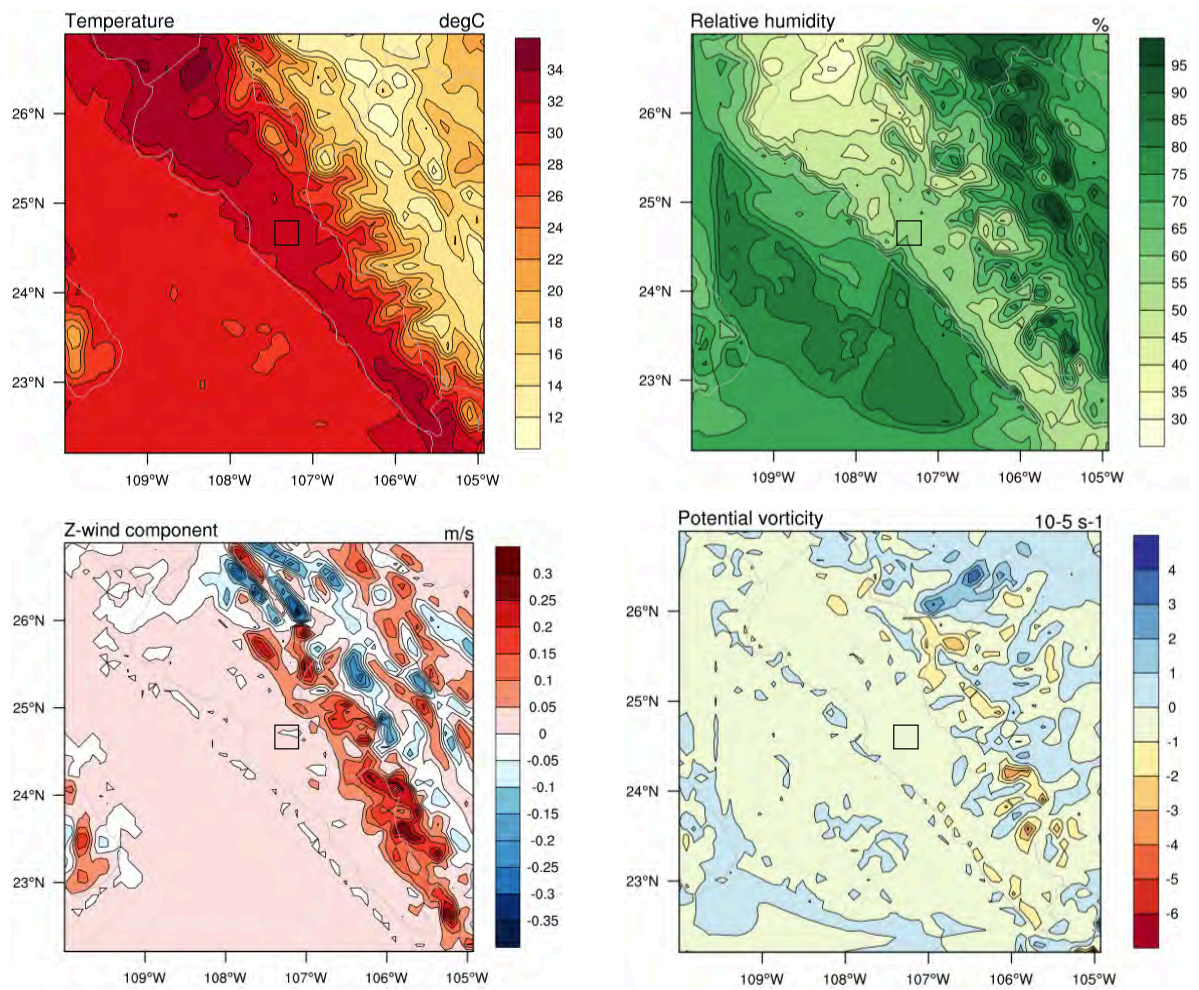 Temperature degC
34
32
30
28
26
24
22
20
18
16
14
12
26°N
25°N
24°N
23°N
109°W 108°W 107°W 106°W 105°W
Relative humidity %
95
90
85
80
75
70
65
60
55
50
45
40
35
30
26°N
25°N
24°N
23°N
109°W 108°W 107°W 106°W 105°W
Z-wind component m/s
0.3
0.25
0.2
0.15
0.1
0.05
0
-0.05
-0.1
-0.15
-0.2
-0.25
-0.3
-0.35
26°N
25°N
24°N
23°N
109°W 108°W 107°W 106°W 105°W
Potential vorticity 10-5 s-1
4
3
2
1
0
-1
-2
-3
-4
-5
-6
26°N
25°N
24°N
23°N
109°W 108°W 107°W 106°W 105°W